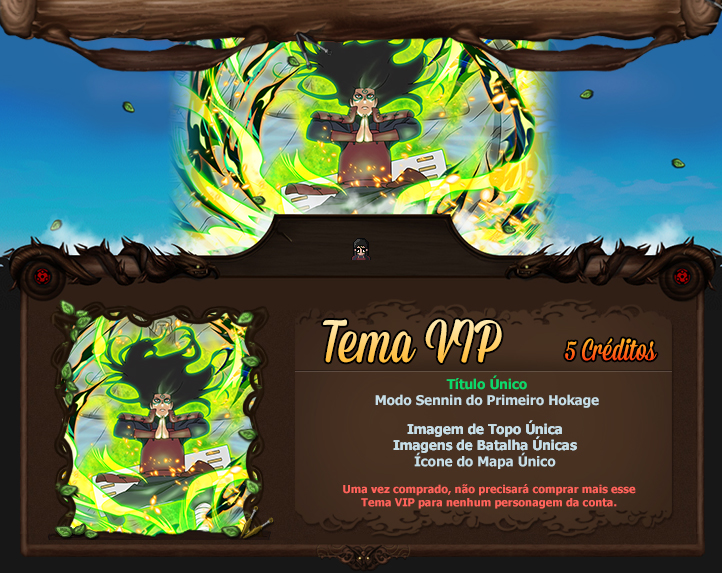 Tema VIP
5 Créditos
Título Único
Modo Sennin do Primeiro Hokage
Imagem de Topo Única
Imagens de Batalha Únicas
Ícone do Mapa Único
Uma vez comprado, não precisará comprar mais esse
Tema VIP para nenhum personagem da conta.